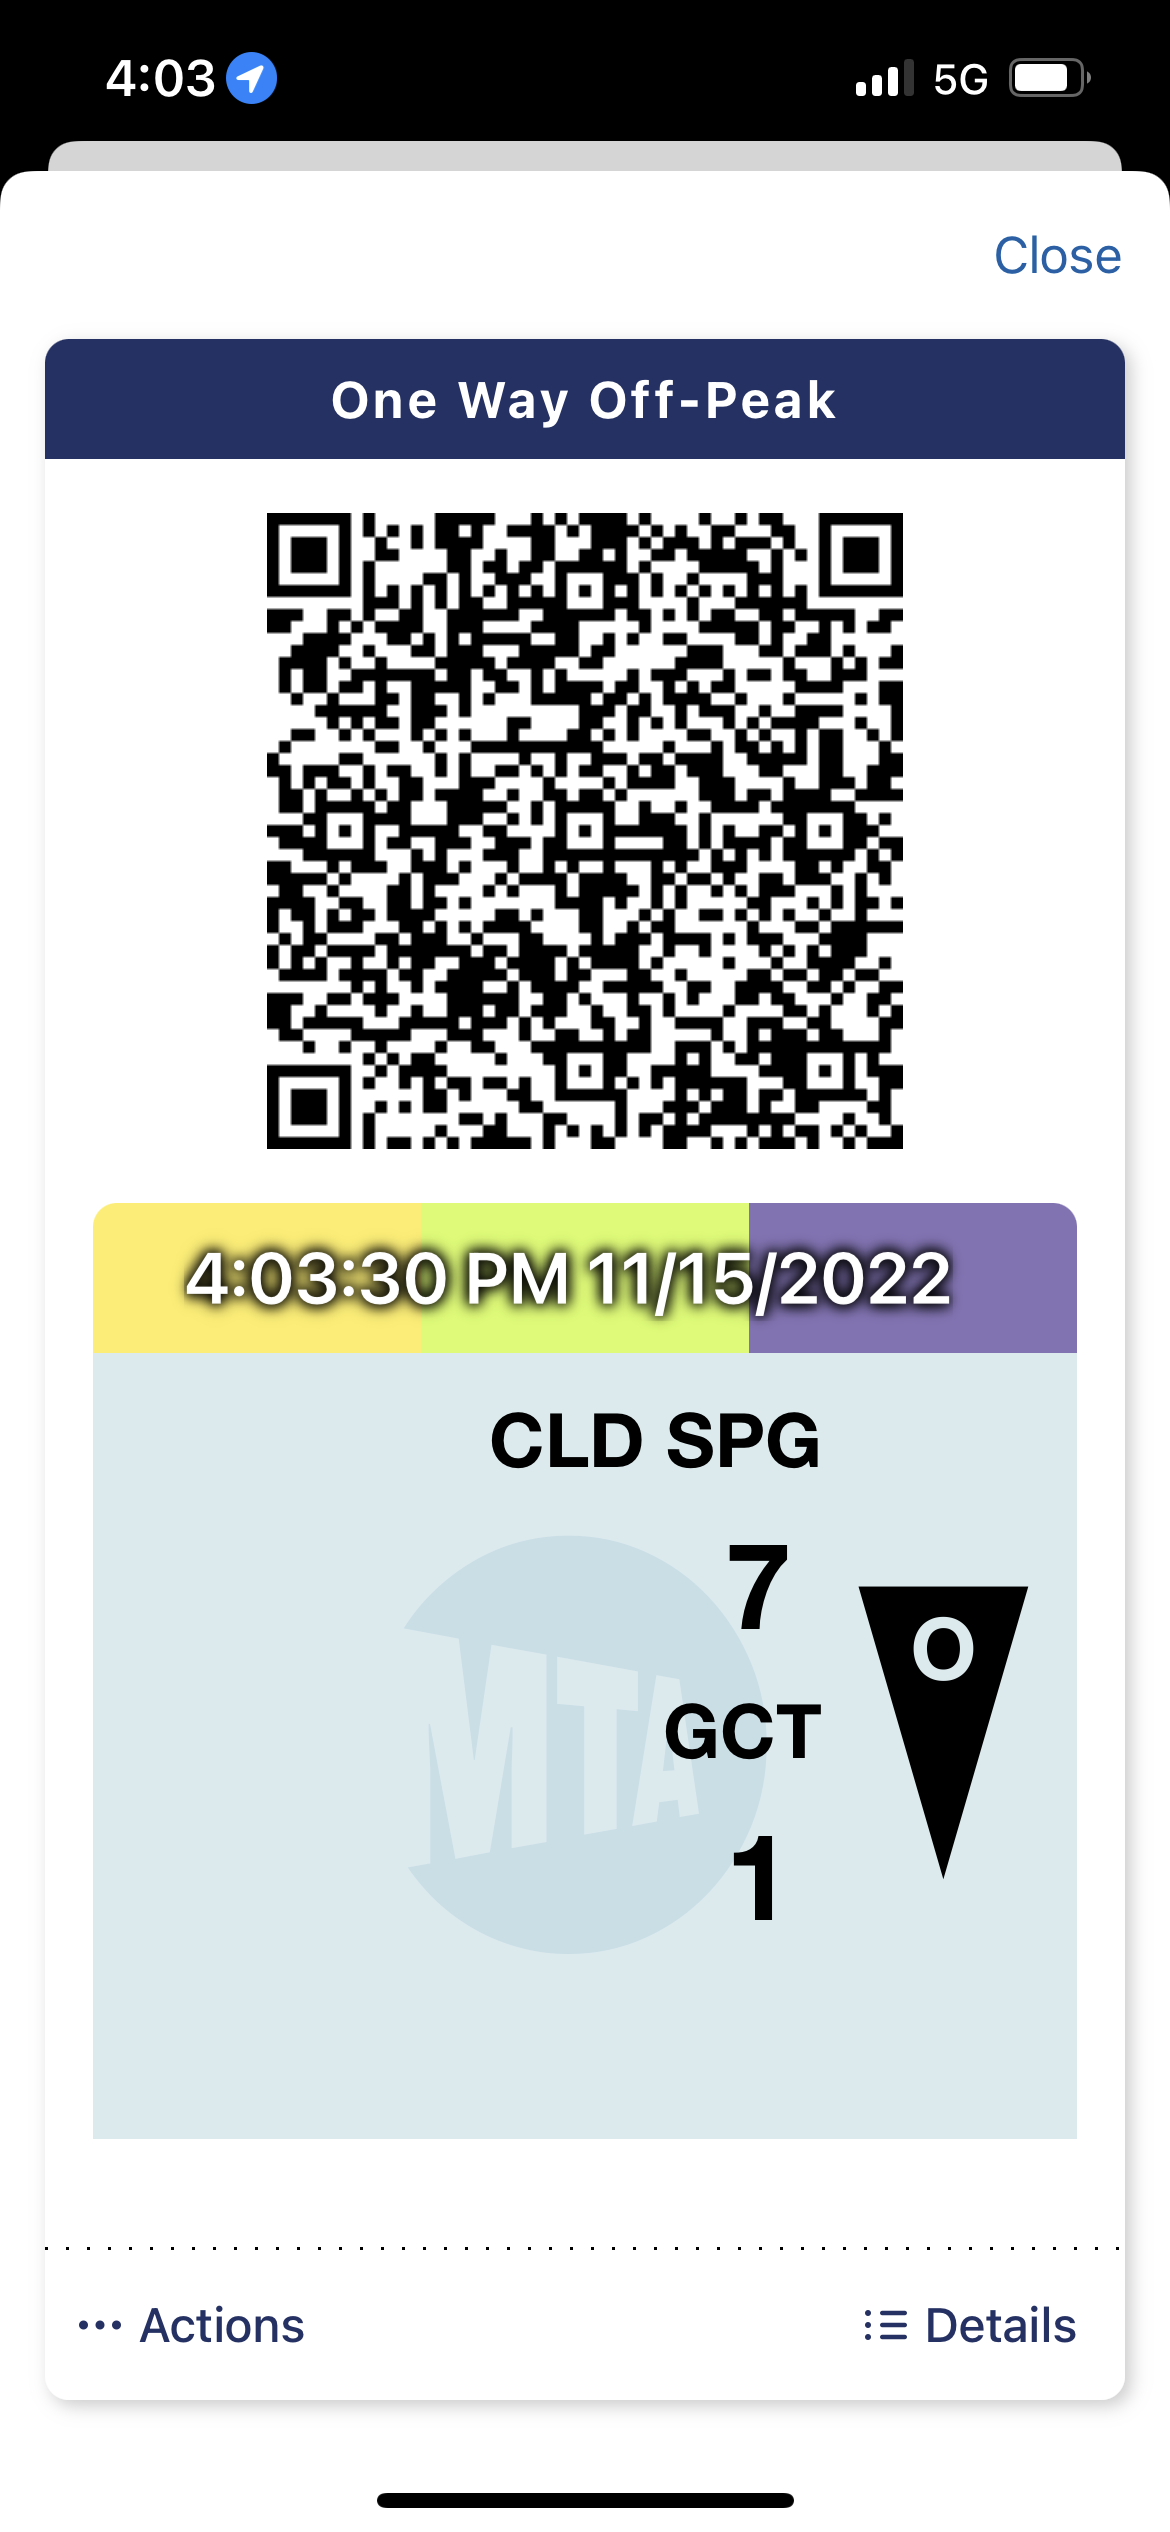 4:03
5G
Close
One Way Off-Peak
4:03:30 PM 11/15/2022
CLD SPG
7
O
MTA
GCT
1
Actions
Details